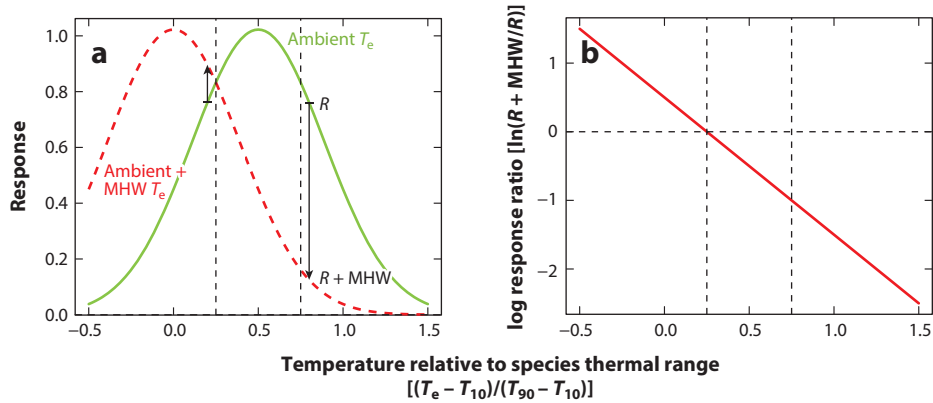 a
Ambient Te
Ambient +
MHW Te
R
R + MHW
Response
1.0
0.8
0.6
0.4
0.2
0.0
−0.5
0.0
0.5
1.0
1.5
b
log response ratio [ln(R + MHW/R)]
1
0
−1
−2
−0.5
0.0
0.5
1.0
1.5
Temperature relative to species thermal range
[(Te – T10)/(T90 – T10)]